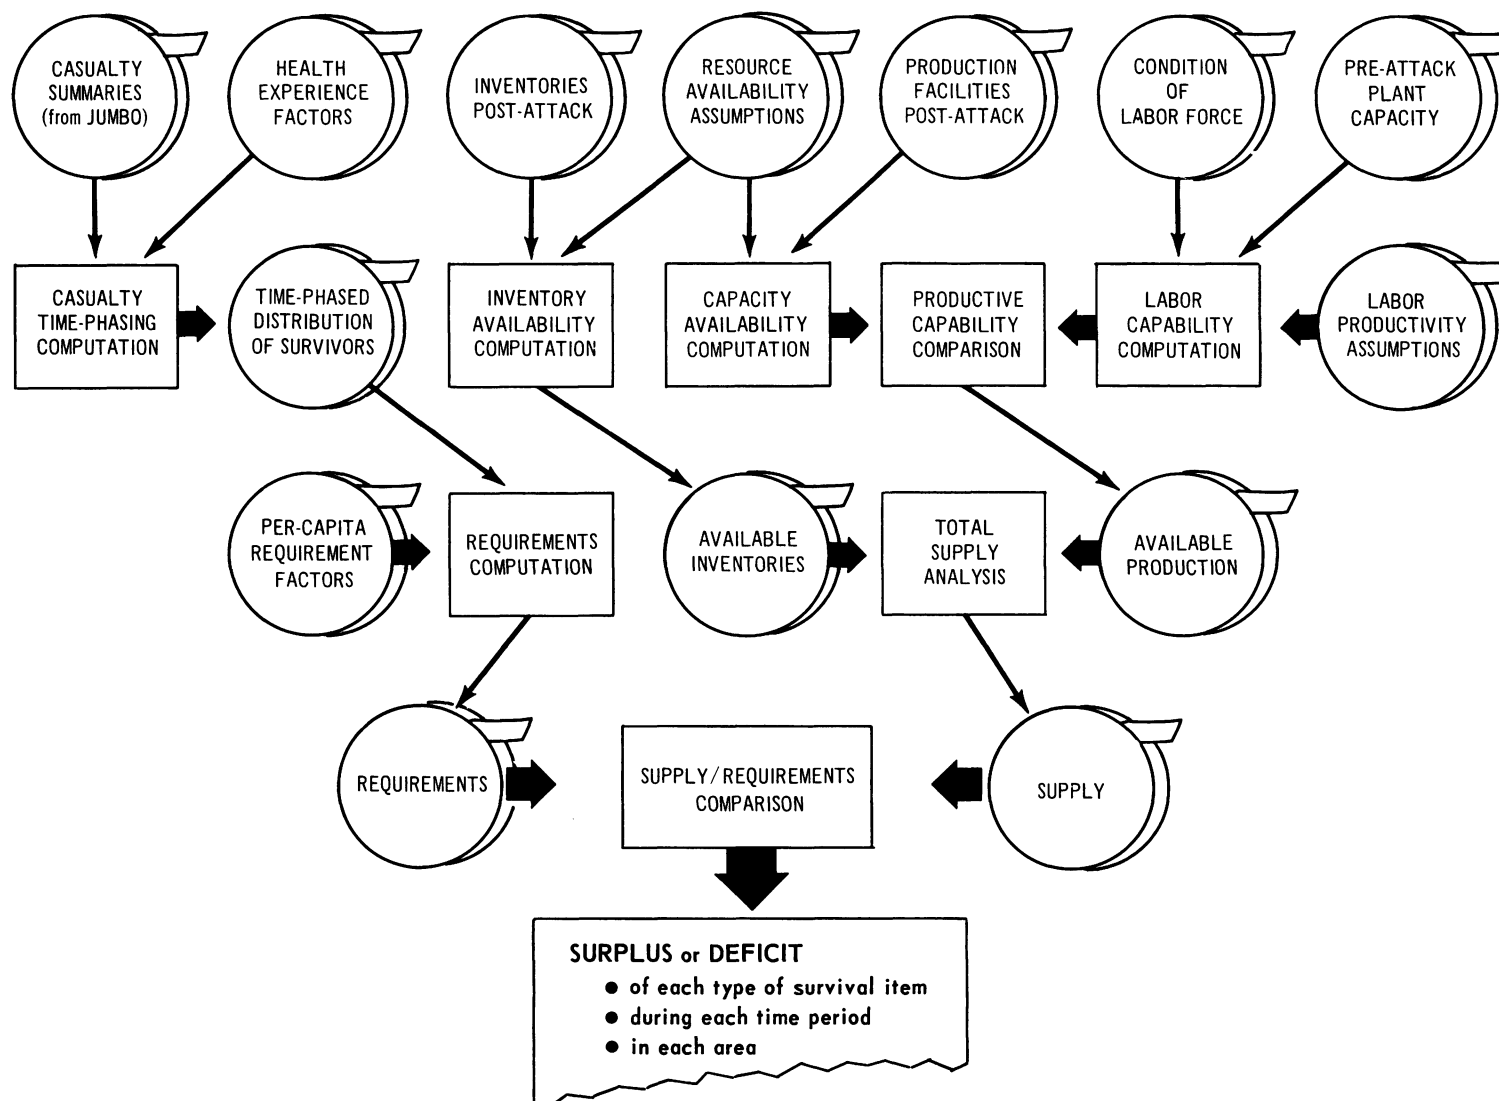 CASUALTY
SUMMARIES
(from JUMBO)
HEALTH
EXPERIENCE
FACTORS
INVENTORIES
POST-ATTACK
RESOURCE
AVAILABILITY
ASSUMPTIONS
PRODUCTION
FACILITIES
POST-ATTACK
CONDITION
OF
LABOR FORCE
PRE-ATTACK
PLANT
CAPACITY
CASUALTY
TIME-PHASING
COMPUTATION
TIME-PHASED
DISTRIBUTION
OF SURVIVORS
INVENTORY
AVAILABILITY
COMPUTATION
CAPACITY
AVAILABILITY
COMPUTATION
PRODUCTIVE
CAPABILITY
COMPARISON
LABOR
CAPABILITY
COMPUTATION
LABOR
PRODUCTIVITY
ASSUMPTIONS
PER-CAPITA
REQUIREMENT
FACTORS
REQUIREMENTS
COMPUTATION
AVAILABLE
INVENTORIES
TOTAL
SUPPLY
ANALYSIS
AVAILABLE
PRODUCTION
REQUIREMENTS
SUPPLY/REQUIREMENTS
COMPARISON
SUPPLY
SURPLUS or DEFICIT
● of each type of survival item
● during each time period
● in each area